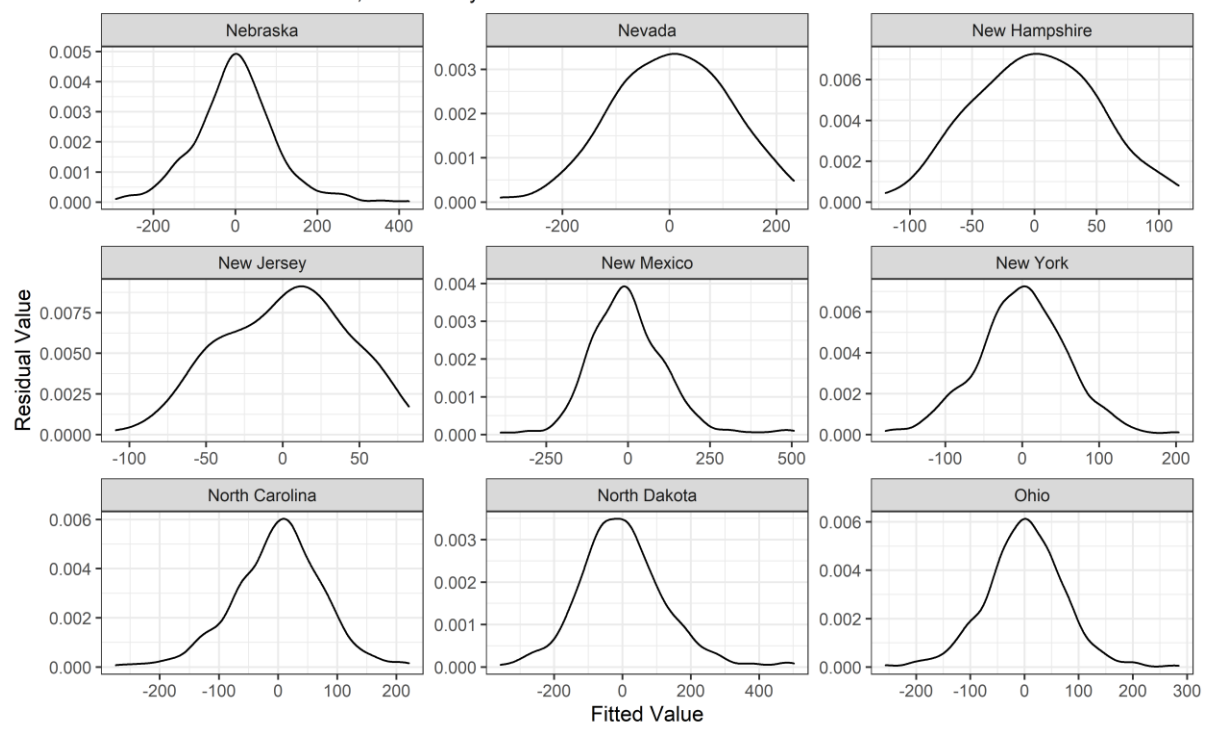 Nebraska
Nevada
New Hampshire
0.005
0.004
0.003
0.002
0.001
0.000
-200 0 200 400
0.003
0.002
0.001
0.000
-200 0 200
0.006
0.004
0.002
0.000
-100 -50 0 50 100
New Jersey
New Mexico
New York
0.0075
0.0050
0.0025
0.0000
-100 -50 0 50
0.004
0.003
0.002
0.001
0.000
-250 0 250 500
0.006
0.004
0.002
0.000
-100 0 100 200
Residual Value
North Carolina
North Dakota
Ohio
0.006
0.004
0.002
0.000
-200 -100 0 100 200
0.003
0.002
0.001
0.000
-200 0 200 400
0.006
0.004
0.002
0.000
-200 -100 0 100 200 300
Fitted Value